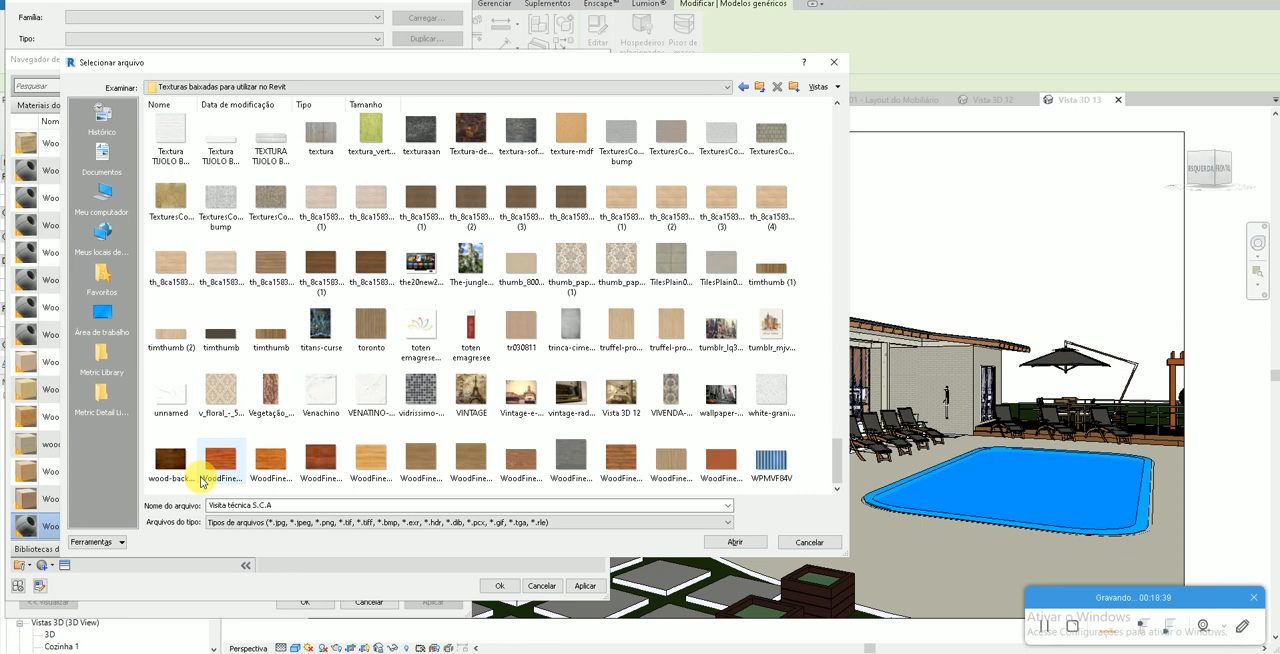 Gerenciar Suplementos Enscape™ Lumion® Modificar | Modelos genéricos
Família: Carregar...
Tipo: Duplicar...
Editar Hospedeiros Pisos de
Navegador de
Selecionar arquivo ?
Pesquisar
Examinar: Texturas baixadas para utilizar no Revit Vistas
Materiais do
Nome Data de modificação Tipo Tamanho
01 - Layout do Mobiliário Vista 3D 12 Vista 3D 13
Histórico
Documentos
Meu computador
Meus locais de...
Favoritos
Área de trabalho
Metric Library
Metric Detail Li...
Textura TIJOLO B...
Textura TIJOLO B...
TEXTURA TIJOLO B...
textura
textura_vert...
texturaaan
Textura-de...
textura-sof...
texture-mdf
TexturesCo... bump
TexturesCo...
TexturesCo...
TexturesCo...
TexturesCo...
TexturesCo... bump
TexturesCo...
th_8ca1583... (1)
th_8ca1583...
th_8ca1583... (1)
th_8ca1583... (2)
th_8ca1583... (3)
th_8ca1583...
th_8ca1583... (1)
th_8ca1583... (2)
th_8ca1583... (3)
th_8ca1583... (4)
th_8ca1583...
th_8ca1583...
th_8ca1583...
th_8ca1583... (1)
th_8ca1583...
the20new2...
The-jungle...
thumb_800...
thumb_pap... (1)
thumb_pap...
TilesPlain0...
TilesPlain0...
timthumb (1)
timthumb (2)
timthumb
timthumb
titans-curse
toronto
toten emagrese...
toten emagresee
tr030811
trinca-cime...
truffel-pro...
truffel-pro...
tumblr_lq3...
tumblr_mjv...
unnamed
v_floral_-_5...
Vegetação_...
Venachino
VENATINO-...
vidrissimo-...
VINTAGE
Vintage-e-...
vintage-rad...
Vista 3D 12
VIVENDA-...
wallpaper-...
white-grani...
wood-back...
WoodFine...
WoodFine...
WoodFine...
WoodFine...
WoodFine...
WoodFine...
WoodFine...
WoodFine...
WoodFine...
WoodFine...
WoodFine...
WPMVF84V
Nome do arquivo: Visita técnica S.C.A
Arquivos do tipo: Tipos de arquivos (*.jpg, *.jpeg, *.png, *.tif, *.tiff, *.bmp, *.exr, *.hdr, *.dib, *.pcx, *.gif, *.tga, *.rle)
Ferramentas Abrir Cancelar
Bibliotecas d
Ok Cancelar Aplicar
<< Visualizar Ok Cancelar Aplicar
Vistas 3D (3D View)
3D
Cozinha 1
Perspectiva
ESQUERDA
Gravando... 00:18:39
Ativar o Windows
Acesse Configurações para ativar o Windows.